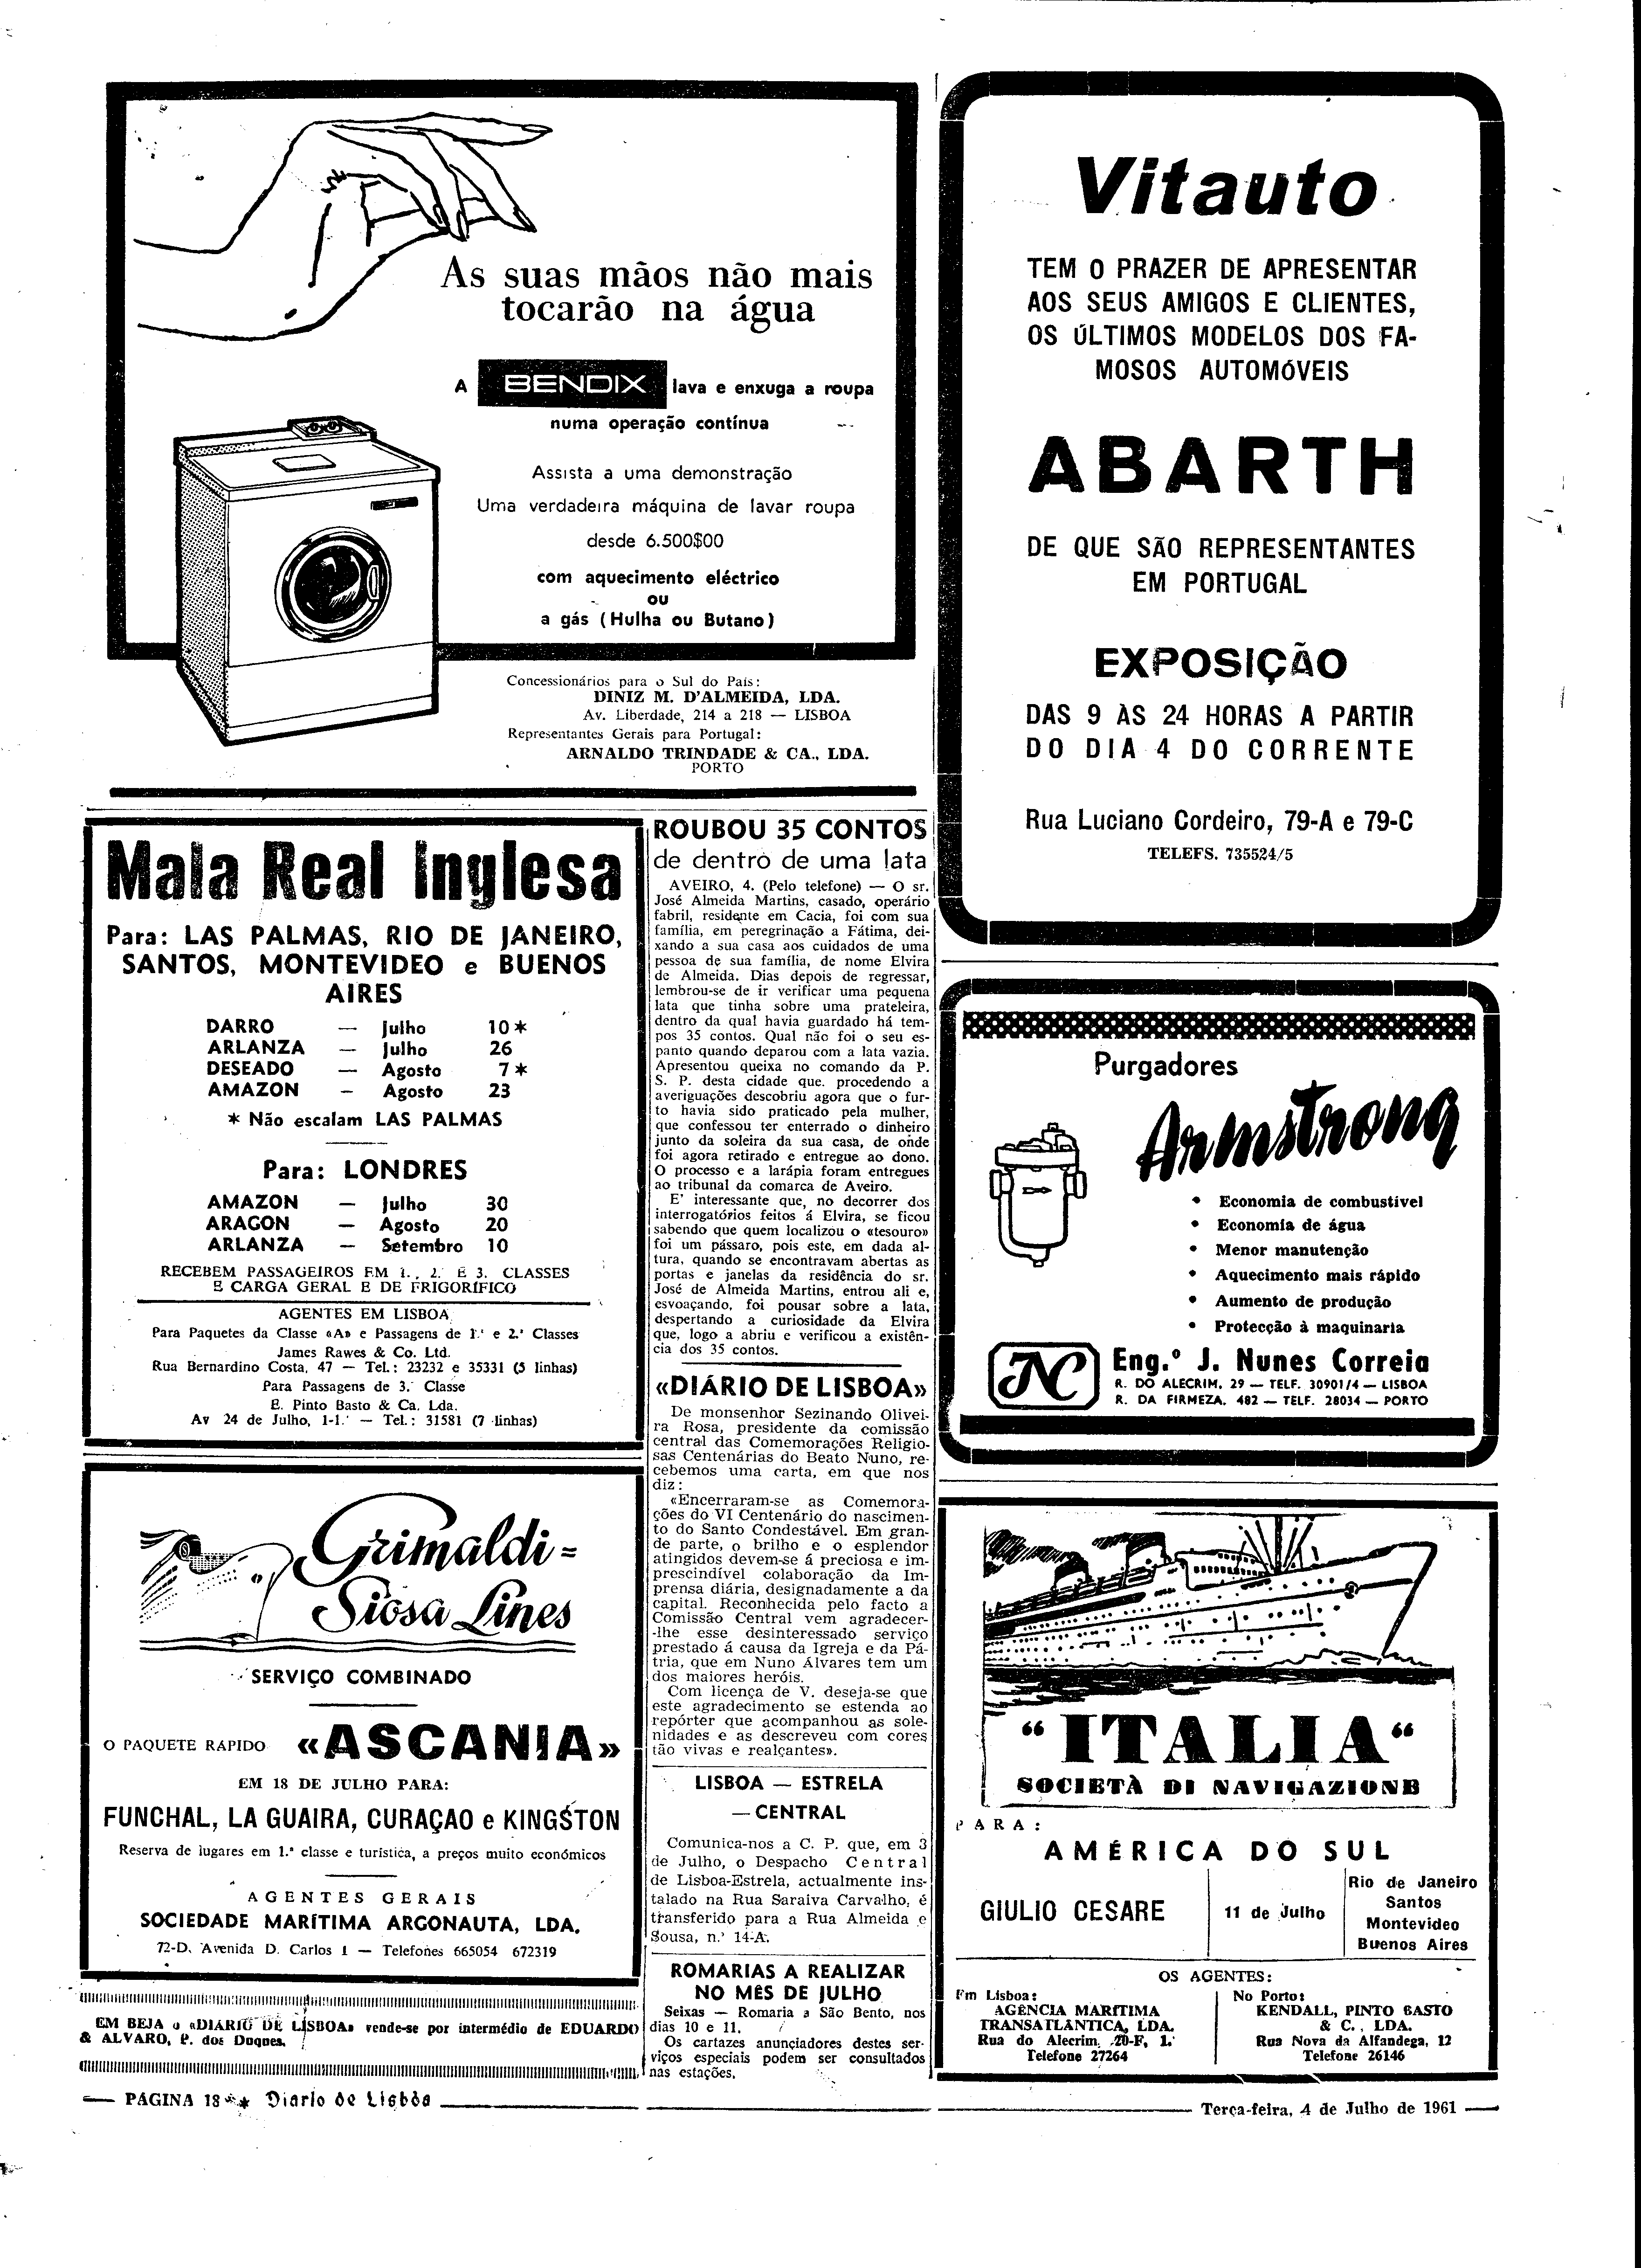 As suas mãos não mais
tocarão na água
A BENDIX lava e enxuga a roupa
numa operação contínua
Assista a uma demonstração
Uma verdadeira máquina de lavar roupa
desde 6.500$00
com aquecimento eléctrico
ou
a gás (Hulha ou Butano)
Concessionários para o Sul do País:
DINIZ M. D'ALMEIDA, LDA.
Av. Liberdade, 214 a 218 — LISBOA
Representantes Gerais para Portugal:
ARNALDO TRINDADE & CA., LDA.
PORTO
Vitauto
TEM O PRAZER DE APRESENTAR
AOS SEUS AMIGOS E CLIENTES,
OS ÚLTIMOS MODELOS DOS FA-
MOSOS AUTOMÓVEIS
ABARTH
DE QUE SÃO REPRESENTANTES
EM PORTUGAL
EXPOSIÇÃO
DAS 9 ÀS 24 HORAS A PARTIR
DO DIA 4 DO CORRENTE
Rua Luciano Cordeiro, 79-A e 79-C
TELEFS. 735524/5
Mala Real Inglesa
Para: LAS PALMAS, RIO DE JANEIRO,
SANTOS, MONTEVIDEO e BUENOS
AIRES
DARRO — Julho 10*
ARLANZA — Julho 26
DESEADO — Agosto 7*
AMAZON — Agosto 23
* Não escalam LAS PALMAS
Para: LONDRES
AMAZON — Julho 30
ARAGON — Agosto 20
ARLANZA — Setembro 10
RECEBEM PASSAGEIROS EM 1., 2. E 3. CLASSES
E CARGA GERAL E DE FRIGORÍFICO
AGENTES EM LISBOA
Para Paquetes da Classe «A» e Passagens de 1.ª e 2.ª Classes
James Rawes & Co. Ltd.
Rua Bernardino Costa, 47 — Tel.: 23232 e 35331 (5 linhas)
Para Passagens de 3.ª Classe
E. Pinto Basto & Ca. Lda.
Av 24 de Julho, 1-1.º — Tel.: 31581 (7 linhas)
Grimaldi=
Siosa Lines
SERVIÇO COMBINADO
O PAQUETE RAPIDO «ASCANIA»
EM 18 DE JULHO PARA:
FUNCHAL, LA GUAIRA, CURAÇAO e KINGSTON
Reserva de lugares em 1.ª classe e turística, a preços muito económicos
AGENTES GERAIS
SOCIEDADE MARÍTIMA ARGONAUTA, LDA.
72-D, Avenida D. Carlos I — Telefones 665054 672319
EM BEJA o «DIÁRIO DE LISBOA» vende-se por intermédio de EDUARDO
& ALVARO, P. dos Duques.
ROUBOU 35 CONTOS
de dentro de uma lata
AVEIRO, 4. (Pelo telefone) — O sr.
José Almeida Martins, casado, operário
fabril, residente em Cacia, foi com sua
família, em peregrinação a Fátima, dei-
xando a sua casa aos cuidados de uma
pessoa de sua família, de nome Elvira
de Almeida. Dias depois de regressar,
lembrou-se de ir verificar uma pequena
lata que tinha sobre uma prateleira,
dentro da qual havia guardado há tem-
pos 35 contos. Qual não foi o seu es-
panto quando deparou com a lata vazia.
Apresentou queixa no comando da P.
S. P. desta cidade que. procedendo a
averiguações descobriu agora que o fur-
to havia sido praticado pela mulher,
que confessou ter enterrado o dinheiro
junto da soleira da sua casa, de onde
foi agora retirado e entregue ao dono.
O processo e a larápia foram entregues
ao tribunal da comarca de Aveiro.
E' interessante que, no decorrer dos
interrogatórios feitos á Elvira, se ficou
sabendo que quem localizou o «tesouro»
foi um pássaro, pois este, em dada al-
tura, quando se encontravam abertas as
portas e janelas da residência do sr.
José de Almeida Martins, entrou ali e,
esvoaçando, foi pousar sobre a lata,
despertando a curiosidade da Elvira
que, logo a abriu e verificou a existên-
cia dos 35 contos.
«DIÁRIO DE LISBOA»
De monsenhor Sezinando Olivei-
ra Rosa, presidente da comissão
central das Comemorações Religio-
sas Centenárias do Beato Nuno, re-
cebemos uma carta, em que nos
diz:
«Encerraram-se as Comemora-
ções do VI Centenário do nascimen-
to do Santo Condestável. Em gran-
de parte, o brilho e o esplendor
atingidos devem-se á preciosa e im-
prescindível colaboração da Im-
prensa diária, designadamente a da
capital. Reconhecida pelo facto a
Comissão Central vem agradecer-
-lhe esse desinteressado serviço
prestado á causa da Igreja e da Pá-
tria, que em Nuno Álvares tem um
dos maiores heróis.
Com licença de V. deseja-se que
este agradecimento se estenda ao
repórter que acompanhou as sole-
nidades e as descreveu com cores
tão vivas e realçantes».
LISBOA — ESTRELA
— CENTRAL
Comunica-nos a C. P. que, em 3
de Julho, o Despacho Central
de Lisboa-Estrela, actualmente ins-
talado na Rua Saraiva Carvalho, é
transferido para a Rua Almeida e
Sousa, n.º 14-A.
ROMARIAS A REALIZAR
NO MÊS DE JULHO
Seixas — Romaria a São Bento, nos
dias 10 e 11.
Os cartazes anunciadores destes ser-
viços especiais podem ser consultados
nas estações.
Purgadores
Armstrong
• Economia de combustível
• Economia de água
• Menor manutenção
• Aquecimento mais rápido
• Aumento de produção
• Protecção à maquinaria
JNC Eng.º J. Nunes Correia
R. DO ALECRIM, 29 — TELF. 30901/4 — LISBOA
R. DA FIRMEZA, 482 — TELF. 28034 — PORTO
"ITALIA"
SOCIETÀ DI NAVIGAZIONE
PARA:
AMÉRICA DO SUL
GIULIO CESARE
11 de Julho
Rio de Janeiro
Santos
Montevideo
Buenos Aires
OS AGENTES:
Em Lisboa:
AGÊNCIA MARÍTIMA
TRANSATLÂNTICA, LDA.
Rua do Alecrim, 20-F, 1.º
Telefone 27264
No Porto:
KENDALL, PINTO BASTO
& C., LDA.
Rua Nova da Alfandega, 12
Telefone 26146
— PÁGINA 18 ** Diario de Lisboa
Terça-feira, 4 de Julho de 1961 —